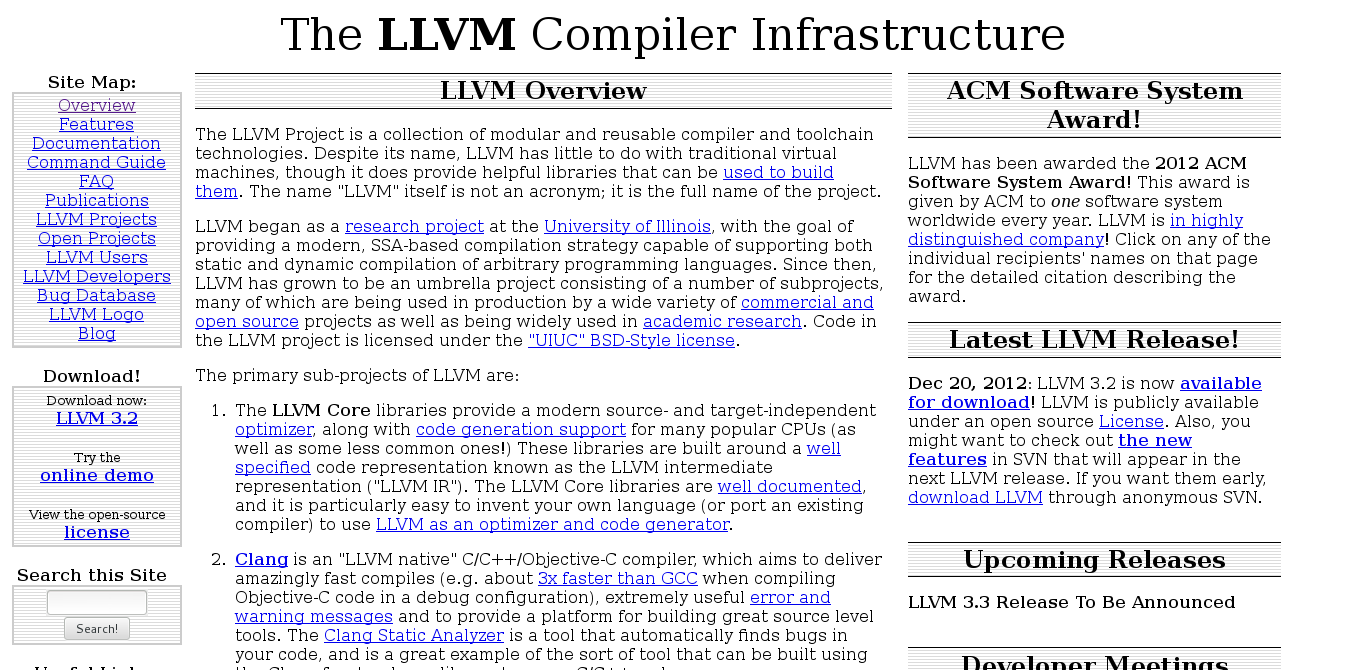 The LLVM Compiler Infrastructure
Site Map:
Overview
Features
Documentation
Command Guide
FAQ
Publications
LLVM Projects
Open Projects
LLVM Users
LLVM Developers
Bug Database
LLVM Logo
Blog
Download!
Download now:
LLVM 3.2
Try the
online demo
View the open-source
license
Search this Site
Search!
LLVM Overview
The LLVM Project is a collection of modular and reusable compiler and toolchain
technologies. Despite its name, LLVM has little to do with traditional virtual
machines, though it does provide helpful libraries that can be used to build
them. The name "LLVM" itself is not an acronym; it is the full name of the project.
LLVM began as a research project at the University of Illinois, with the goal of
providing a modern, SSA-based compilation strategy capable of supporting both
static and dynamic compilation of arbitrary programming languages. Since then,
LLVM has grown to be an umbrella project consisting of a number of subprojects,
many of which are being used in production by a wide variety of commercial and
open source projects as well as being widely used in academic research. Code in
the LLVM project is licensed under the "UIUC" BSD-Style license.
The primary sub-projects of LLVM are:
1. The LLVM Core libraries provide a modern source- and target-independent
optimizer, along with code generation support for many popular CPUs (as
well as some less common ones!) These libraries are built around a well
specified code representation known as the LLVM intermediate
representation ("LLVM IR"). The LLVM Core libraries are well documented,
and it is particularly easy to invent your own language (or port an existing
compiler) to use LLVM as an optimizer and code generator.
2. Clang is an "LLVM native" C/C++/Objective-C compiler, which aims to deliver
amazingly fast compiles (e.g. about 3x faster than GCC when compiling
Objective-C code in a debug configuration), extremely useful error and
warning messages and to provide a platform for building great source level
tools. The Clang Static Analyzer is a tool that automatically finds bugs in
your code, and is a great example of the sort of tool that can be built using
ACM Software System
Award!
LLVM has been awarded the 2012 ACM
Software System Award! This award is
given by ACM to one software system
worldwide every year. LLVM is in highly
distinguished company! Click on any of the
individual recipients' names on that page
for the detailed citation describing the
award.
Latest LLVM Release!
Dec 20, 2012: LLVM 3.2 is now available
for download! LLVM is publicly available
under an open source License. Also, you
might want to check out the new
features in SVN that will appear in the
next LLVM release. If you want them early,
download LLVM through anonymous SVN.
Upcoming Releases
LLVM 3.3 Release To Be Announced
Developer Meetings